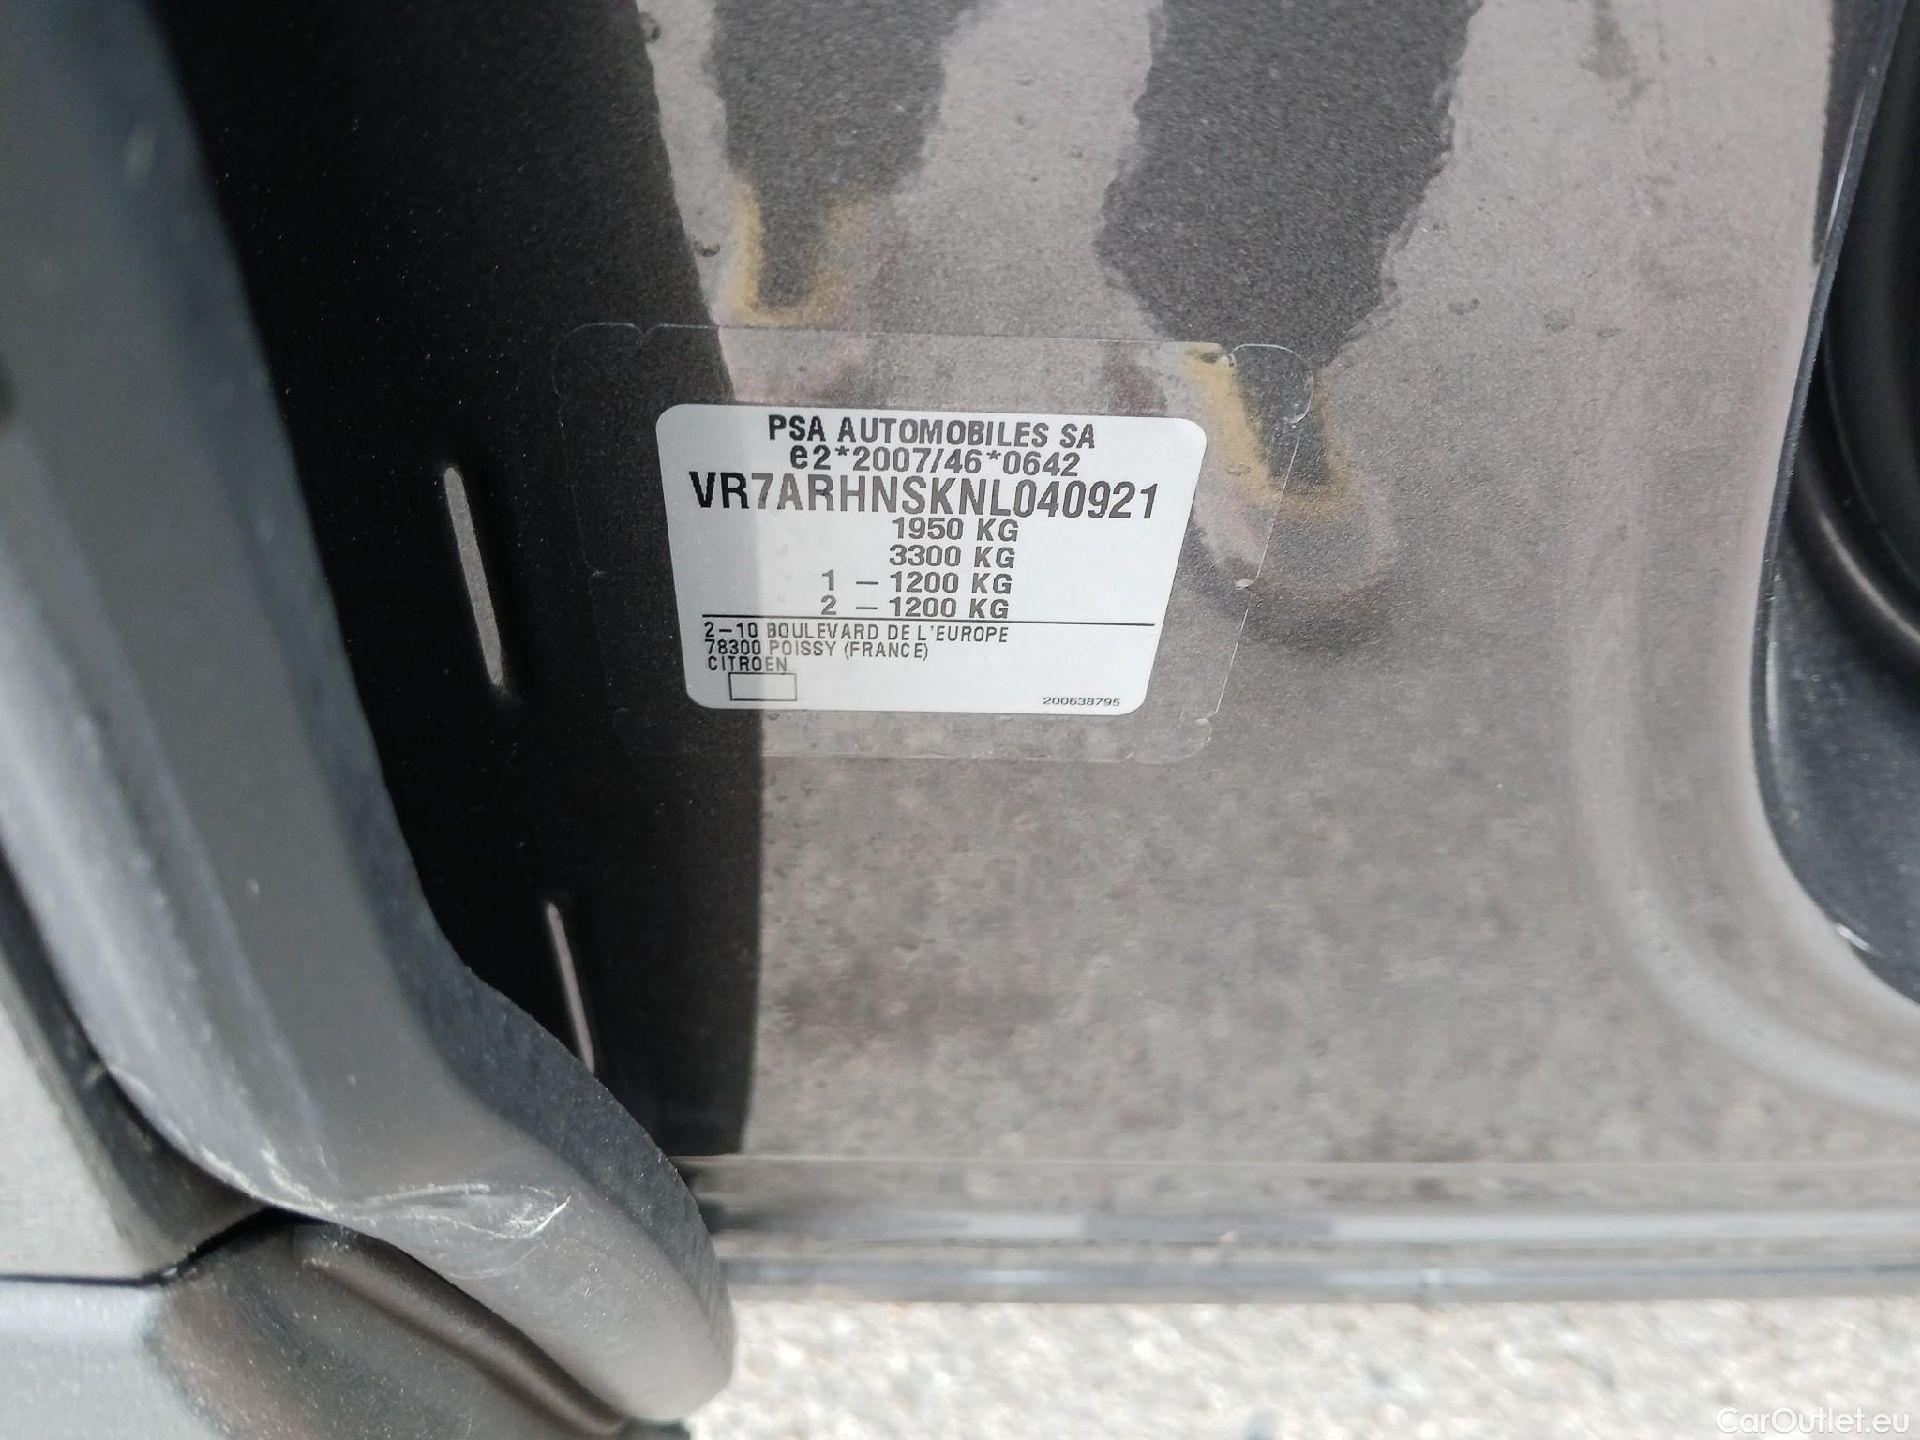 PSA AUTOMOBILES SA
e2*2007/46*0642
VR7ARHNSKNL040921
1950 KG
3300 KG
1 – 1200 KG
2 – 1200 KG
2–10 BOULEVARD DE L'EUROPE
78300 POISSY (FRANCE)
CITROEN
200638795
CarOutlet.eu